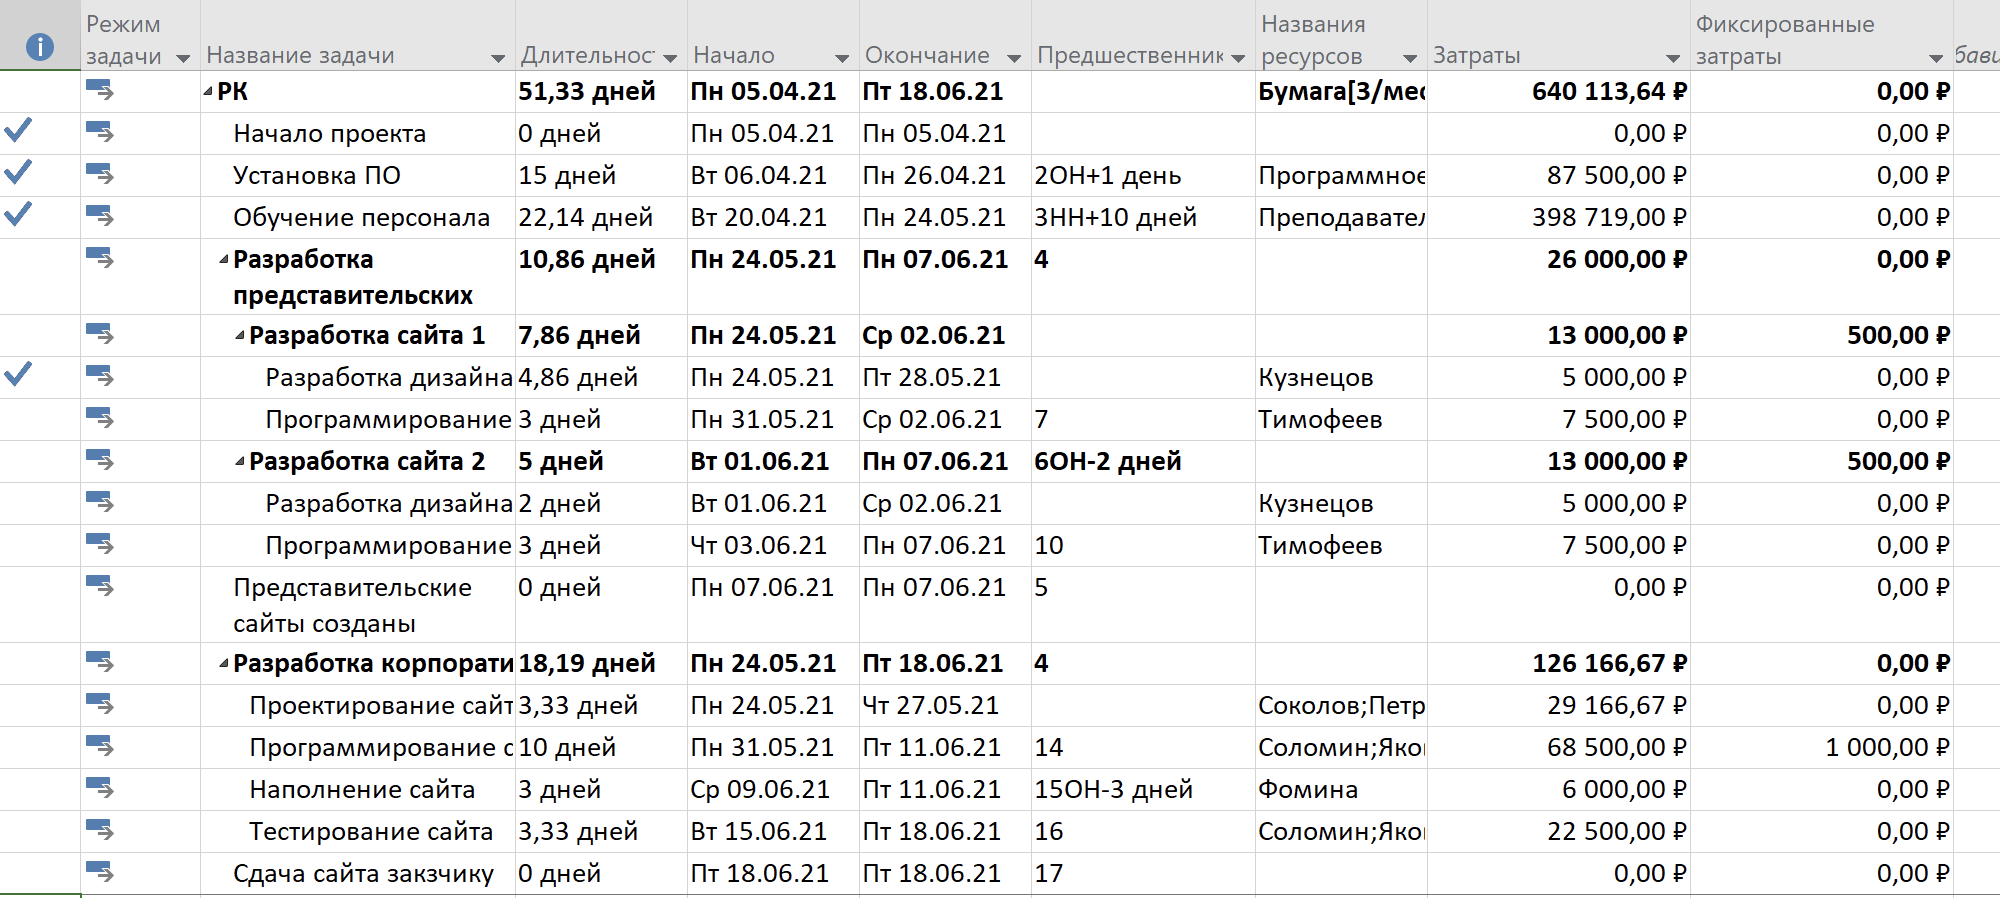 Режим задачи Название задачи Длительност Начало Окончание Предшественник Названия ресурсов Затраты Фиксированные затраты бави
РК 51,33 дней Пн 05.04.21 Пт 18.06.21 Бумага[3/мес 640 113,64 ₽ 0,00 ₽
Начало проекта 0 дней Пн 05.04.21 Пн 05.04.21 0,00 ₽ 0,00 ₽
Установка ПО 15 дней Вт 06.04.21 Пн 26.04.21 2ОН+1 день Программное 87 500,00 ₽ 0,00 ₽
Обучение персонала 22,14 дней Вт 20.04.21 Пн 24.05.21 3НН+10 дней Преподавател 398 719,00 ₽ 0,00 ₽
Разработка представительских 10,86 дней Пн 24.05.21 Пн 07.06.21 4 26 000,00 ₽ 0,00 ₽
Разработка сайта 1 7,86 дней Пн 24.05.21 Ср 02.06.21 13 000,00 ₽ 500,00 ₽
Разработка дизайна 4,86 дней Пн 24.05.21 Пт 28.05.21 Кузнецов 5 000,00 ₽ 0,00 ₽
Программирование 3 дней Пн 31.05.21 Ср 02.06.21 7 Тимофеев 7 500,00 ₽ 0,00 ₽
Разработка сайта 2 5 дней Вт 01.06.21 Пн 07.06.21 6ОН-2 дней 13 000,00 ₽ 500,00 ₽
Разработка дизайна 2 дней Вт 01.06.21 Ср 02.06.21 Кузнецов 5 000,00 ₽ 0,00 ₽
Программирование 3 дней Чт 03.06.21 Пн 07.06.21 10 Тимофеев 7 500,00 ₽ 0,00 ₽
Представительские сайты созданы 0 дней Пн 07.06.21 Пн 07.06.21 5 0,00 ₽ 0,00 ₽
Разработка корпорати 18,19 дней Пн 24.05.21 Пт 18.06.21 4 126 166,67 ₽ 0,00 ₽
Проектирование сайт 3,33 дней Пн 24.05.21 Чт 27.05.21 Соколов;Петр 29 166,67 ₽ 0,00 ₽
Программирование с 10 дней Пн 31.05.21 Пт 11.06.21 14 Соломин;Яко 68 500,00 ₽ 1 000,00 ₽
Наполнение сайта 3 дней Ср 09.06.21 Пт 11.06.21 15ОН-3 дней Фомина 6 000,00 ₽ 0,00 ₽
Тестирование сайта 3,33 дней Вт 15.06.21 Пт 18.06.21 16 Соломин;Яко 22 500,00 ₽ 0,00 ₽
Сдача сайта закзчику 0 дней Пт 18.06.21 Пт 18.06.21 17 0,00 ₽ 0,00 ₽